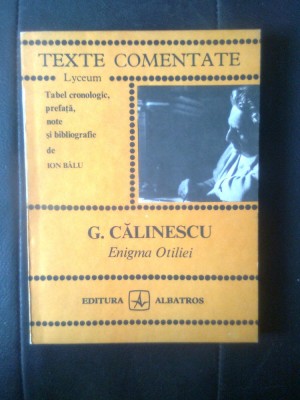 TEXTE COMENTATE
Lyceum
Tabel cronologic,
prefață,
note
și bibliografie
de
ION BĂLU
G. CĂLINESCU
Enigma Otiliei
EDITURA ALBATROS